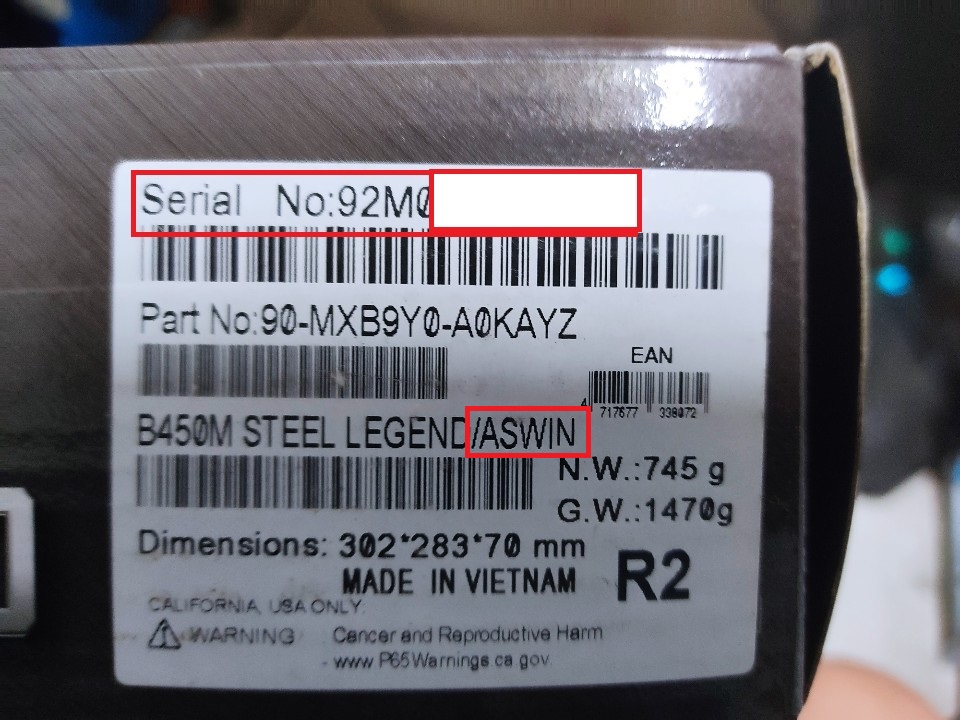 Serial No:92M0
Part No:90-MXB9Y0-A0KAYZ
EAN
4 717677 338072
B450M STEEL LEGEND/ASWIN
N.W.:745 g
G.W.:1470g
Dimensions: 302*283*70 mm
MADE IN VIETNAM
R2
CALIFORNIA, USA ONLY
WARNING Cancer and Reproductive Harm
- www.P65Warnings.ca.gov